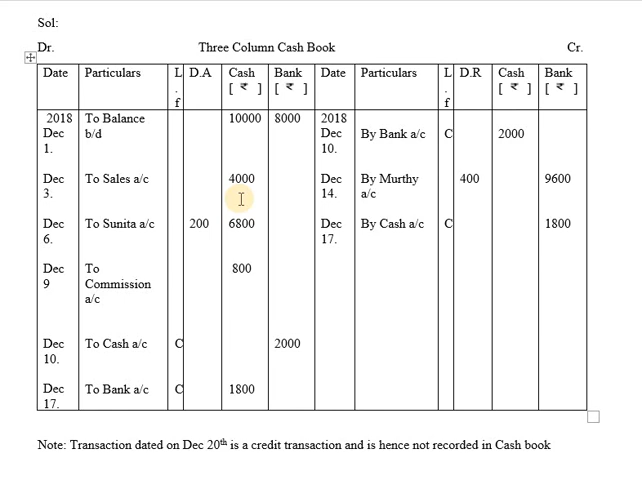 Sol:
Dr. Three Column Cash Book Cr.
Date Particulars L.f D.A Cash [ ₹ ] Bank [ ₹ ] Date Particulars L.f D.R Cash [ ₹ ] Bank [ ₹ ]
2018 Dec 1. To Balance b/d 10000 8000 2018 Dec 10. By Bank a/c C 2000
Dec 3. To Sales a/c 4000 Dec 14. By Murthy a/c 400 9600
Dec 6. To Sunita a/c 200 6800 Dec 17. By Cash a/c C 1800
Dec 9 To Commission a/c 800
Dec 10. To Cash a/c C 2000
Dec 17. To Bank a/c C 1800
Note: Transaction dated on Dec 20th is a credit transaction and is hence not recorded in Cash book